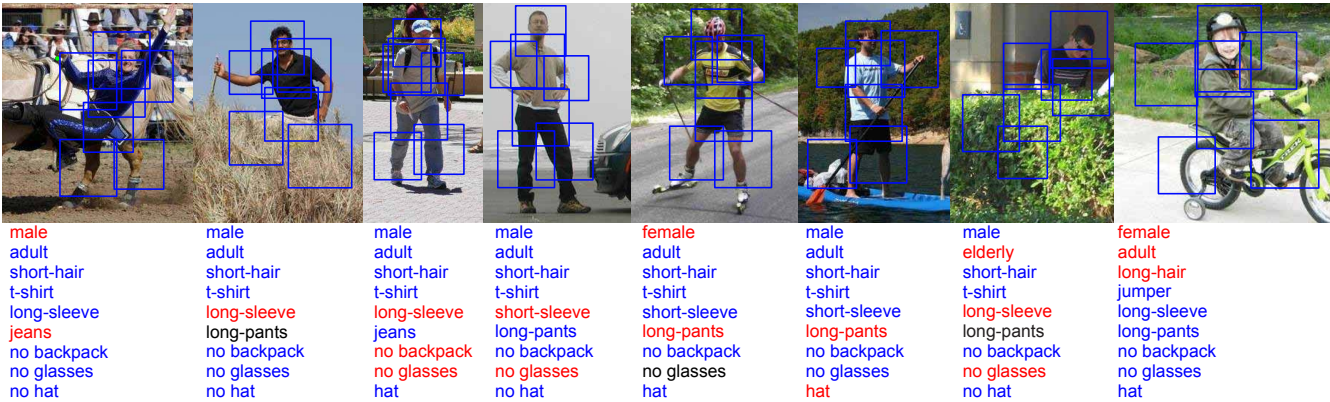 male
adult
short-hair
t-shirt
long-sleeve
jeans
no backpack
no glasses
no hat
male
adult
short-hair
t-shirt
long-sleeve
long-pants
no backpack
no glasses
no hat
male
adult
short-hair
t-shirt
long-sleeve
jeans
no backpack
no glasses
hat
male
adult
short-hair
t-shirt
short-sleeve
long-pants
no backpack
no glasses
no hat
female
adult
short-hair
t-shirt
short-sleeve
long-pants
no backpack
no glasses
hat
male
adult
short-hair
t-shirt
short-sleeve
long-pants
no backpack
no glasses
hat
male
elderly
short-hair
t-shirt
long-sleeve
long-pants
no backpack
no glasses
no hat
female
adult
long-hair
jumper
long-sleeve
long-pants
no backpack
no glasses
hat